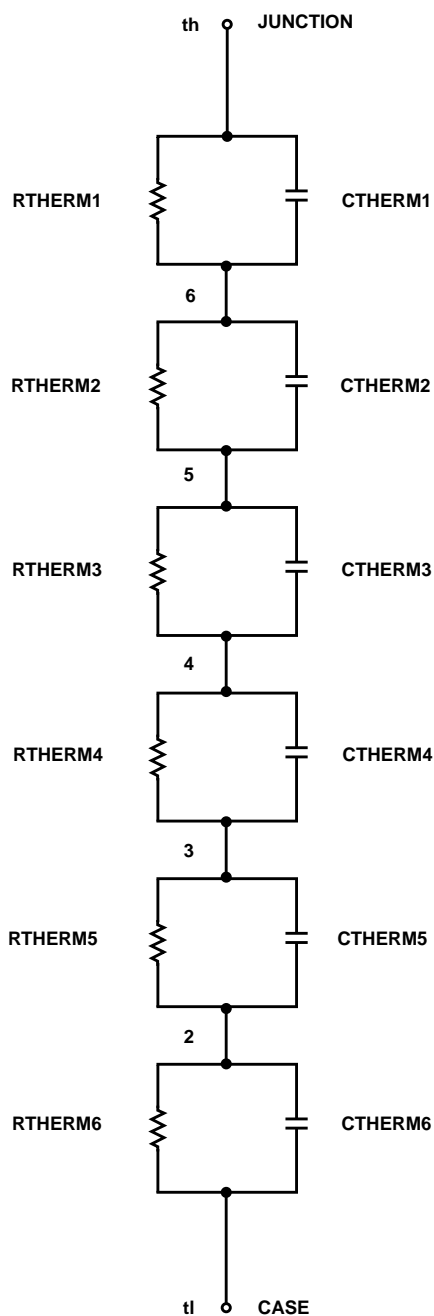 th JUNCTION
RTHERM1 CTHERM1
6
RTHERM2 CTHERM2
5
RTHERM3 CTHERM3
4
RTHERM4 CTHERM4
3
RTHERM5 CTHERM5
2
RTHERM6 CTHERM6
tl CASE